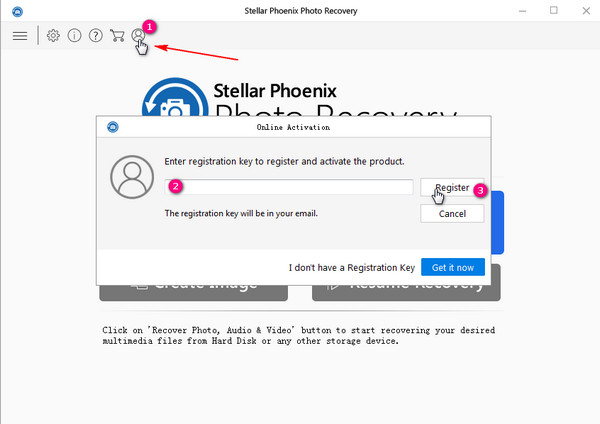 Stellar Phoenix Photo Recovery
1
Stellar Phoenix
Photo Recovery
Online Activation
Enter registration key to register and activate the product.
2
Register
3
The registration key will be in your email.
Cancel
I don't have a Registration Key
Get it now
Create Image
Resume Recovery
Click on 'Recover Photo, Audio & Video' button to start recovering your desired
multimedia files from Hard Disk or any other storage device.